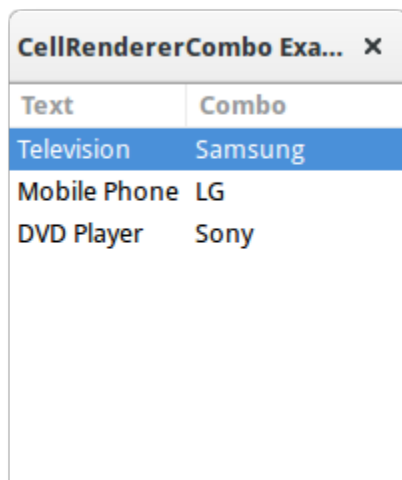 CellRendererCombo Exa... ×
Text Combo
Television Samsung
Mobile Phone LG
DVD Player Sony